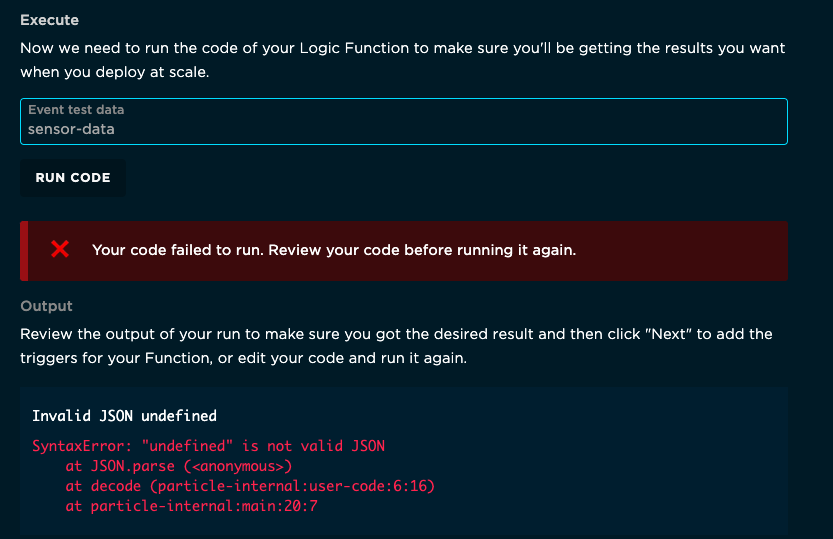 Execute
Now we need to run the code of your Logic Function to make sure you'll be getting the results you want
when you deploy at scale.
Event test data
sensor-data
RUN CODE
Your code failed to run. Review your code before running it again.
Output
Review the output of your run to make sure you got the desired result and then click "Next" to add the
triggers for your Function, or edit your code and run it again.
Invalid JSON undefined
SyntaxError: "undefined" is not valid JSON
    at JSON.parse (<anonymous>)
    at decode (particle-internal:user-code:6:16)
    at particle-internal:main:20:7